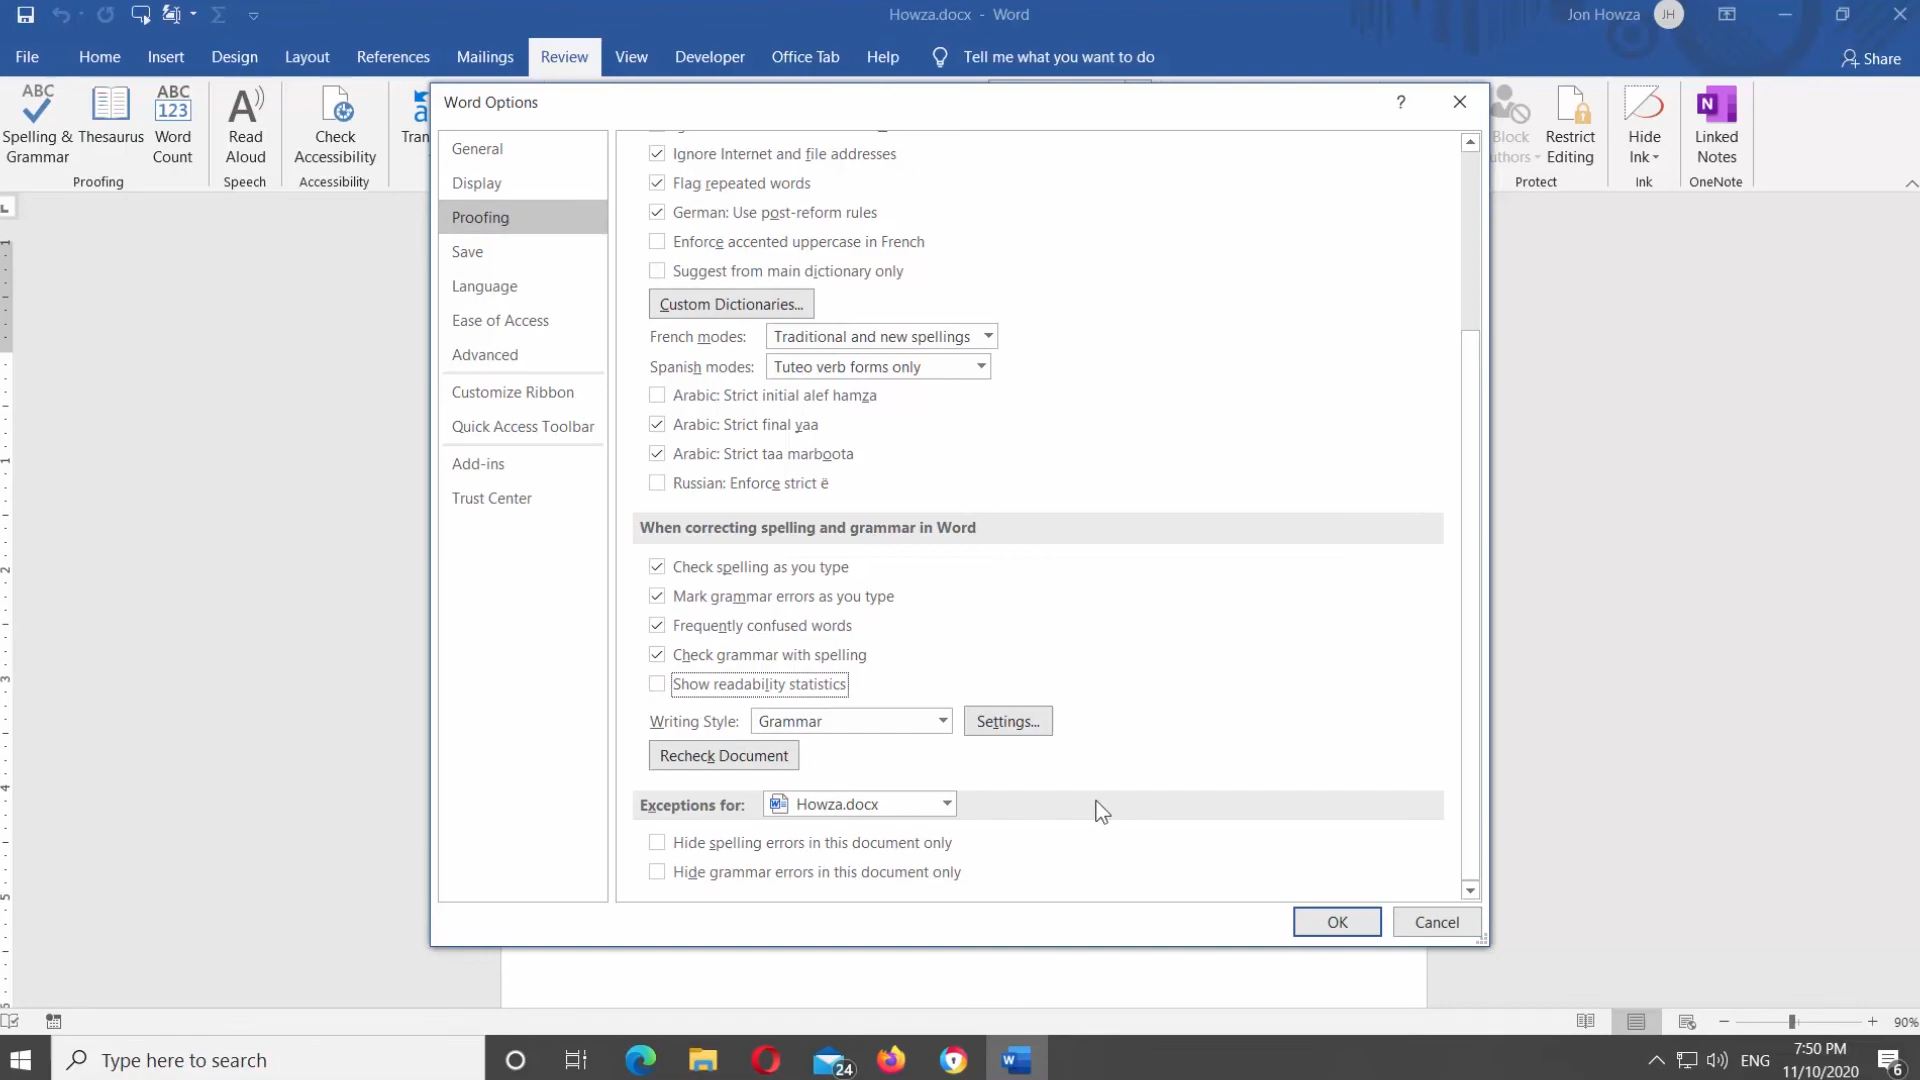 Howza.docx - Word
Jon Howza
JH
File
Home
Insert
Design
Layout
References
Mailings
Review
View
Developer
Office Tab
Help
Tell me what you want to do
Share
ABC
Spelling &
Grammar
Thesaurus
ABC
123
Word
Count
Proofing
A
Read
Aloud
Speech
Check
Accessibility
Accessibility
a
Tran
Block
uthors
Restrict
Editing
Protect
Hide
Ink
Ink
N
Linked
Notes
OneNote
Word Options
?
General
Display
Proofing
Save
Language
Ease of Access
Advanced
Customize Ribbon
Quick Access Toolbar
Add-ins
Trust Center
Ignore Internet and file addresses
Flag repeated words
German: Use post-reform rules
Enforce accented uppercase in French
Suggest from main dictionary only
Custom Dictionaries...
French modes: Traditional and new spellings
Spanish modes: Tuteo verb forms only
Arabic: Strict initial alef hamza
Arabic: Strict final yaa
Arabic: Strict taa marboota
Russian: Enforce strict ë
When correcting spelling and grammar in Word
Check spelling as you type
Mark grammar errors as you type
Frequently confused words
Check grammar with spelling
Show readability statistics
Writing Style: Grammar Settings...
Recheck Document
Exceptions for: Howza.docx
Hide spelling errors in this document only
Hide grammar errors in this document only
OK
Cancel
1
1
2
3
4
5
90%
Type here to search
24
W
ENG
7:50 PM
11/10/2020
6